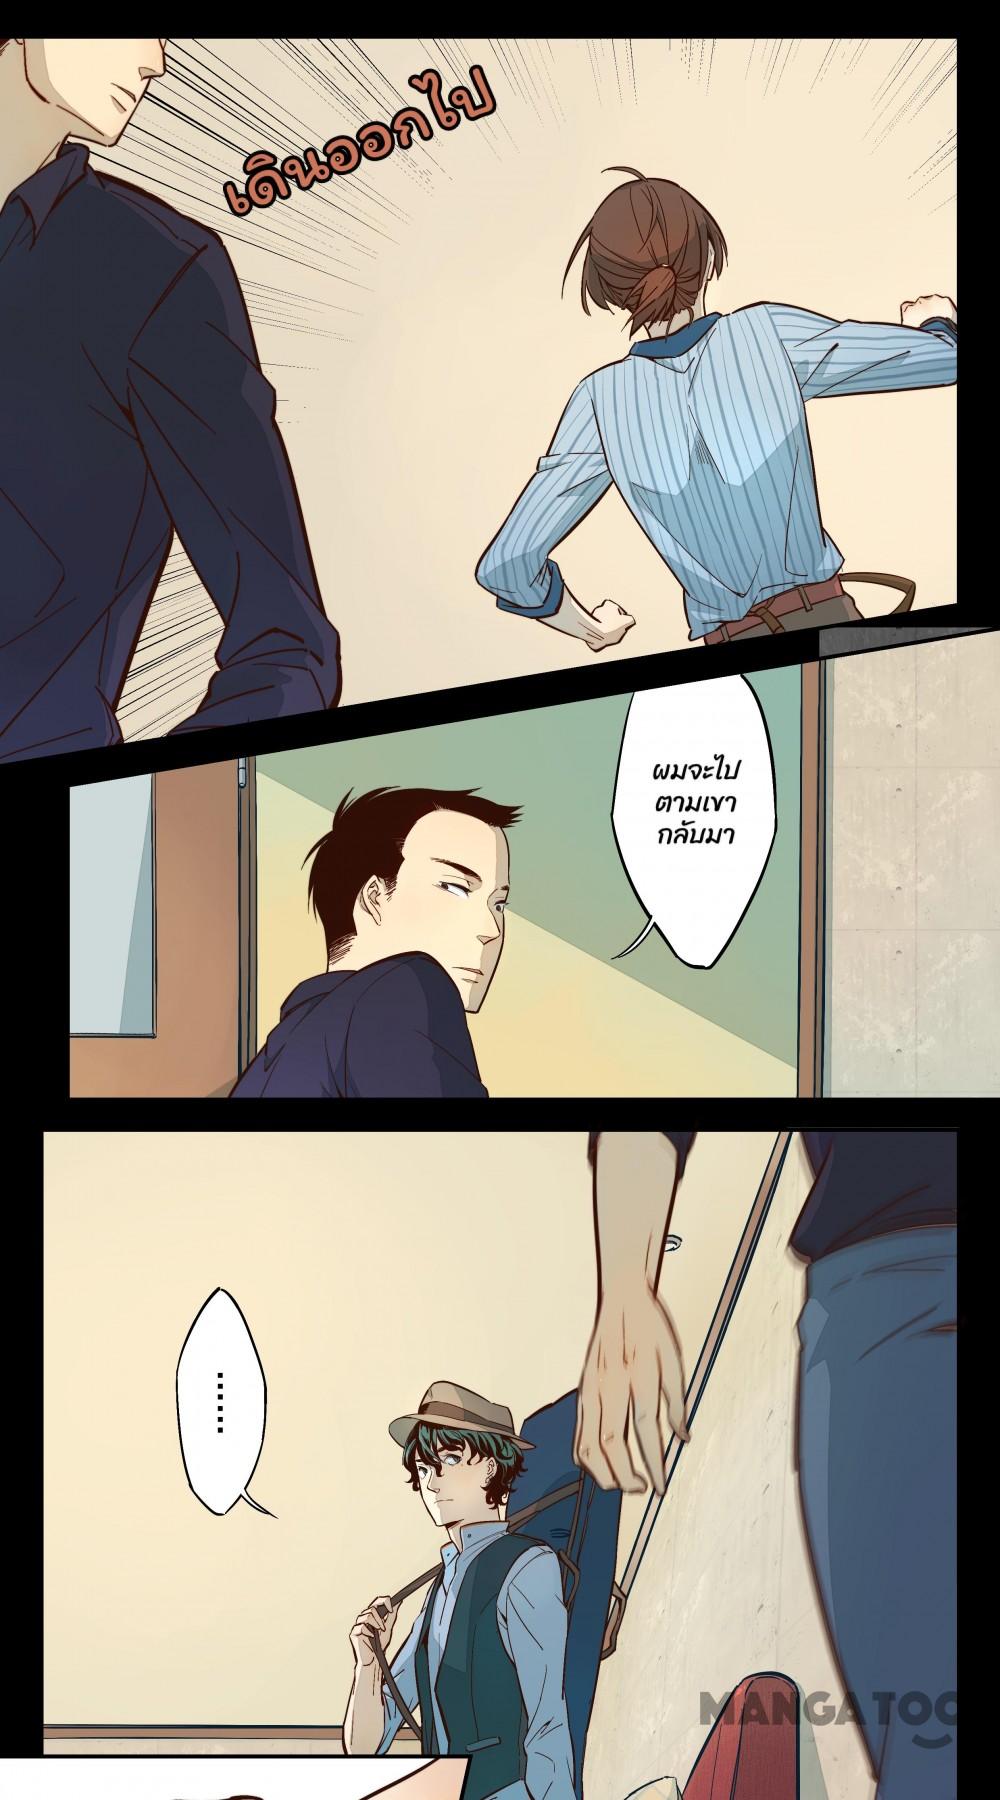 เดินออกไป
ผมจะไป
ตามเขา
กลับมา
......
MANGATOO